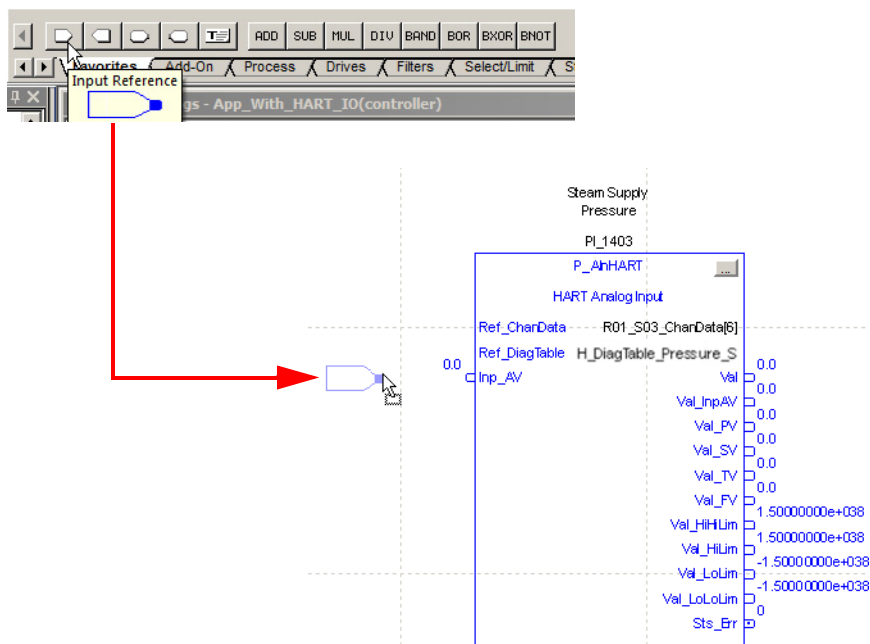 ADD SUB MUL DIV BAND BOR BXOR BNOT
Favorites Add-On Process Drives Filters Select/Limit
Input Reference
gs - App_With_HART_IO(controller)
Steam Supply
Pressure
PI_1403
P_AInHART
...
HART Analog Input
Ref_ChanData R01_S03_ChanData[6]
Ref_DiagTable H_DiagTable_Pressure_S
0.0 Inp_AV Val 0.0
Val_InpAV 0.0
Val_PV 0.0
Val_SV 0.0
Val_TV 0.0
Val_FV 0.0
Val_HiHiLim 1.50000000e+038
Val_HiLim 1.50000000e+038
Val_LoLim -1.50000000e+038
Val_LoLoLim -1.50000000e+038
Sts_Err 0